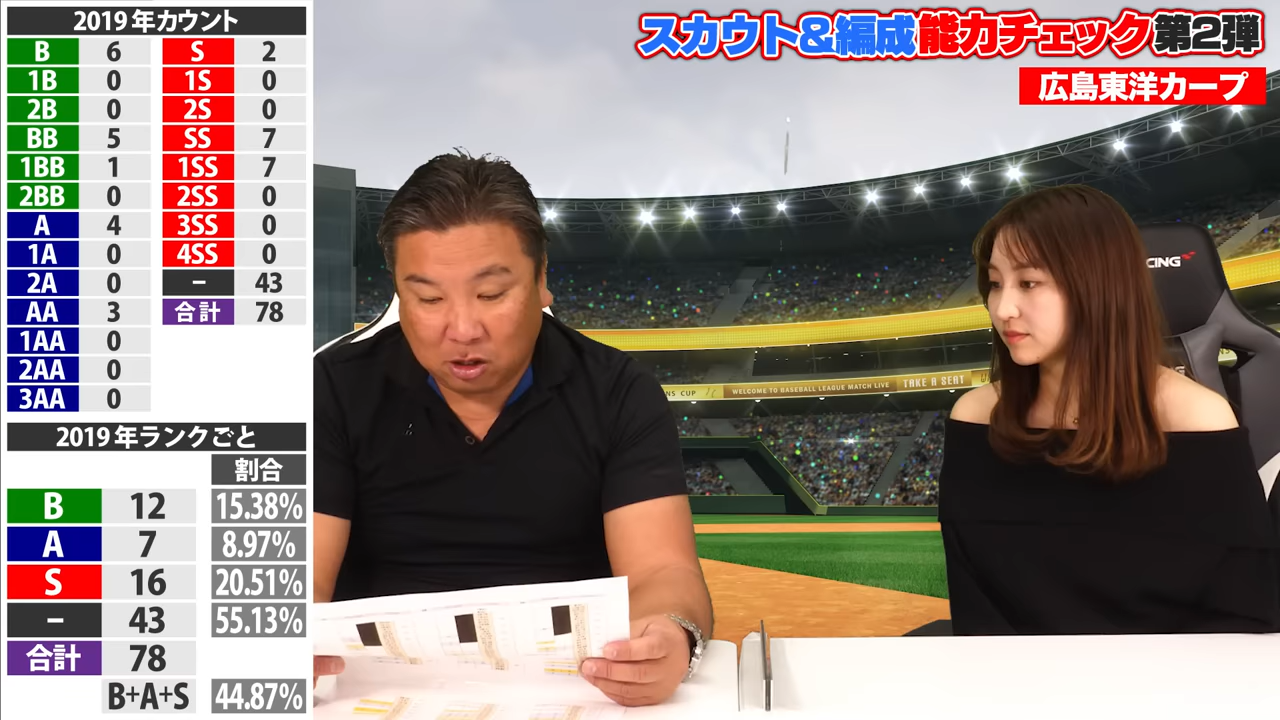 2019年カウント
B 6 S 2
1B 0 1S 0
2B 0 2S 0
BB 5 SS 7
1BB 1 1SS 7
2BB 0 2SS 0
A 4 3SS 0
1A 0 4SS 0
2A 0 − 43
AA 3 合計 78
1AA 0
2AA 0
3AA 0
2019年ランクごと
割合
B 12 15.38%
A 7 8.97%
S 16 20.51%
− 43 55.13%
合計 78
B+A+S 44.87%
スカウト&編成能力チェック第2弾
広島東洋カープ
CING
NS CUP
WELCOME TO BASEBALL LEAGUE MATCH LIVE
TAKE A SEAT